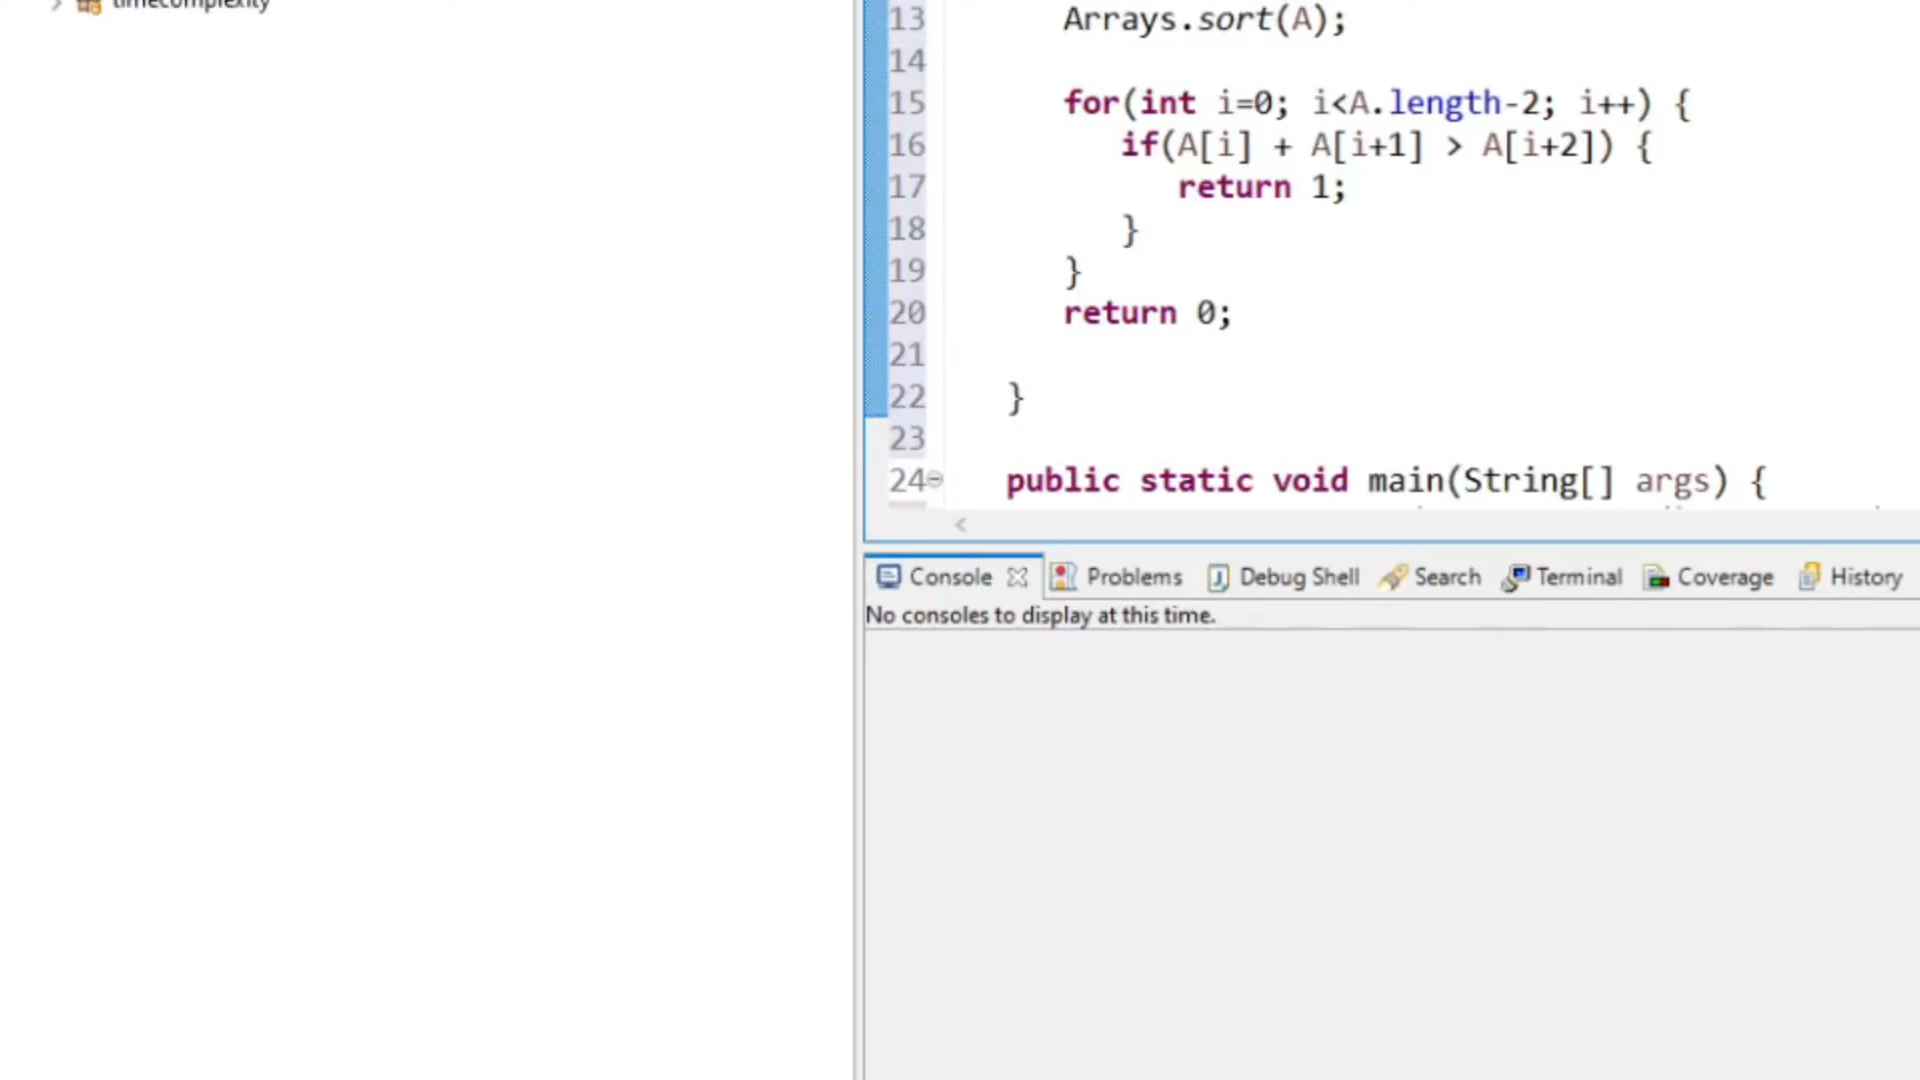 timecomplexity
13 Arrays.sort(A);
14
15 for(int i=0; i<A.length-2; i++) {
16 if(A[i] + A[i+1] > A[i+2]) {
17 return 1;
18 }
19 }
20 return 0;
21
22 }
23
24 public static void main(String[] args) {
Console Problems Debug Shell Search Terminal Coverage History
No consoles to display at this time.